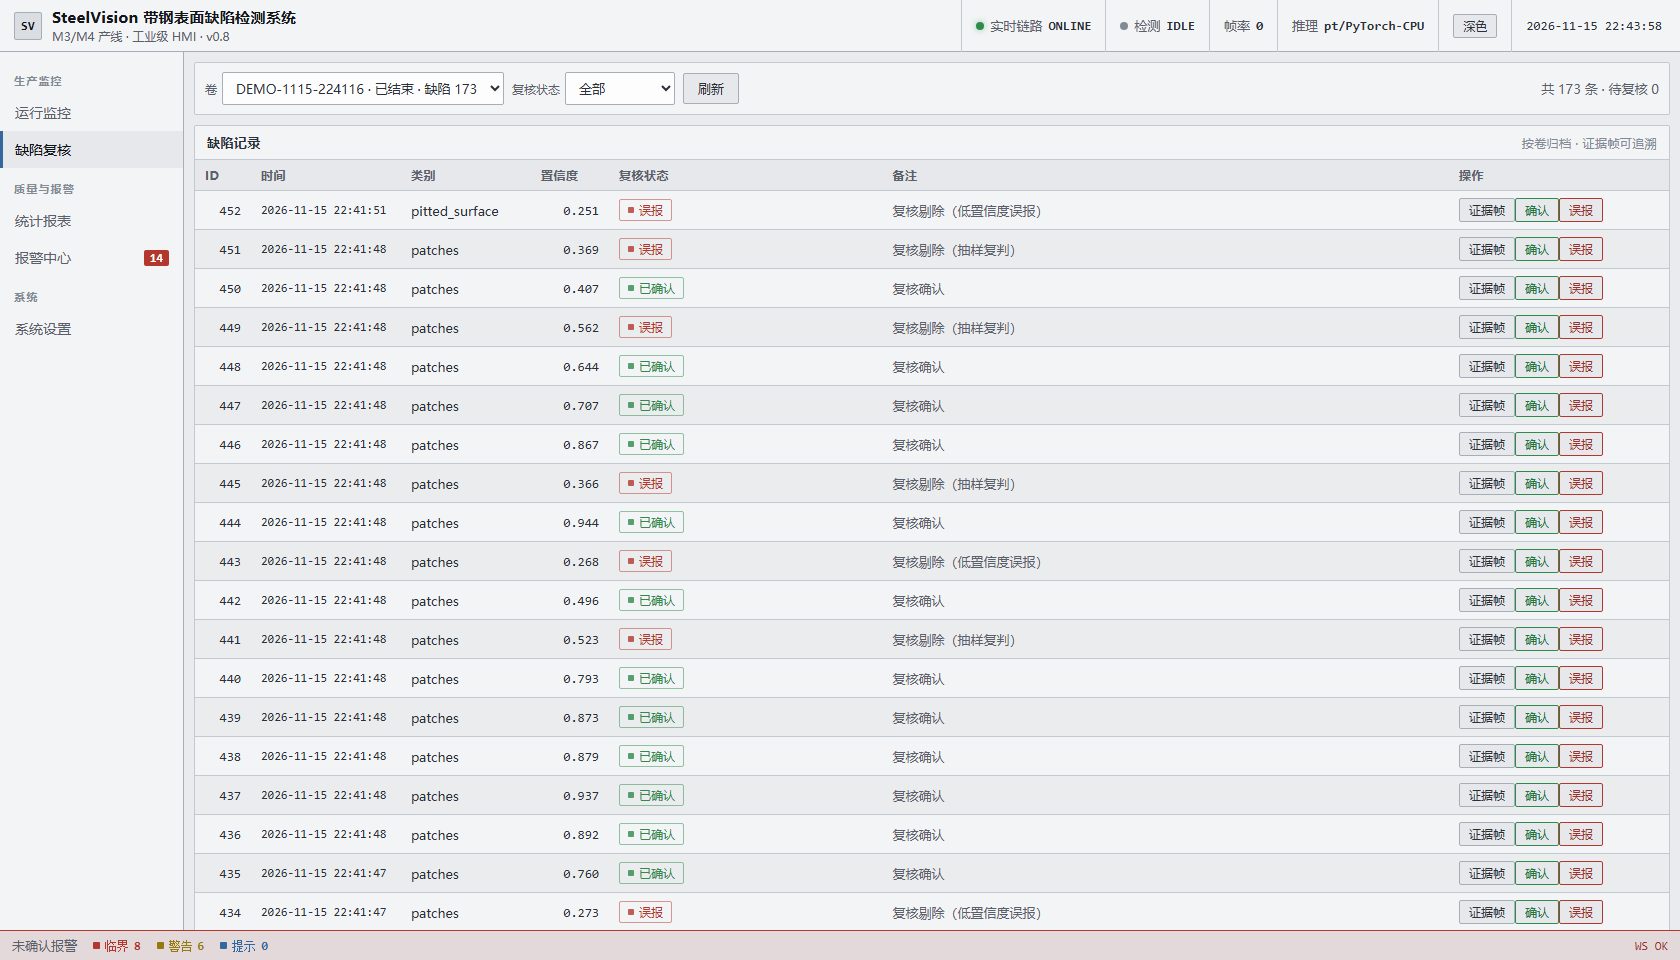 SV
SteelVision 带钢表面缺陷检测系统
M3/M4 产线 · 工业级 HMI · v0.8
实时链路 ONLINE
检测 IDLE
帧率 0
推理 pt/PyTorch-CPU
深色
2026-11-15 22:43:58
生产监控
运行监控
缺陷复核
质量与报警
统计报表
报警中心 14
系统
系统设置
卷 DEMO-1115-224116 · 已结束 · 缺陷 173 复核状态 全部 刷新 共 173 条 · 待复核 0
缺陷记录 按卷归档 · 证据帧可追溯
ID 时间 类别 置信度 复核状态 备注 操作
452 2026-11-15 22:41:51 pitted_surface 0.251 误报 复核剔除（低置信度误报） 证据帧 确认 误报
451 2026-11-15 22:41:48 patches 0.369 误报 复核剔除（抽样复判） 证据帧 确认 误报
450 2026-11-15 22:41:48 patches 0.407 已确认 复核确认 证据帧 确认 误报
449 2026-11-15 22:41:48 patches 0.562 误报 复核剔除（抽样复判） 证据帧 确认 误报
448 2026-11-15 22:41:48 patches 0.644 已确认 复核确认 证据帧 确认 误报
447 2026-11-15 22:41:48 patches 0.707 已确认 复核确认 证据帧 确认 误报
446 2026-11-15 22:41:48 patches 0.867 已确认 复核确认 证据帧 确认 误报
445 2026-11-15 22:41:48 patches 0.366 误报 复核剔除（抽样复判） 证据帧 确认 误报
444 2026-11-15 22:41:48 patches 0.944 已确认 复核确认 证据帧 确认 误报
443 2026-11-15 22:41:48 patches 0.268 误报 复核剔除（低置信度误报） 证据帧 确认 误报
442 2026-11-15 22:41:48 patches 0.496 已确认 复核确认 证据帧 确认 误报
441 2026-11-15 22:41:48 patches 0.523 误报 复核剔除（抽样复判） 证据帧 确认 误报
440 2026-11-15 22:41:48 patches 0.793 已确认 复核确认 证据帧 确认 误报
439 2026-11-15 22:41:48 patches 0.873 已确认 复核确认 证据帧 确认 误报
438 2026-11-15 22:41:48 patches 0.879 已确认 复核确认 证据帧 确认 误报
437 2026-11-15 22:41:48 patches 0.937 已确认 复核确认 证据帧 确认 误报
436 2026-11-15 22:41:48 patches 0.892 已确认 复核确认 证据帧 确认 误报
435 2026-11-15 22:41:47 patches 0.760 已确认 复核确认 证据帧 确认 误报
434 2026-11-15 22:41:47 patches 0.273 误报 复核剔除（低置信度误报） 证据帧 确认 误报
未确认报警 临界 8 警告 6 提示 0 WS OK